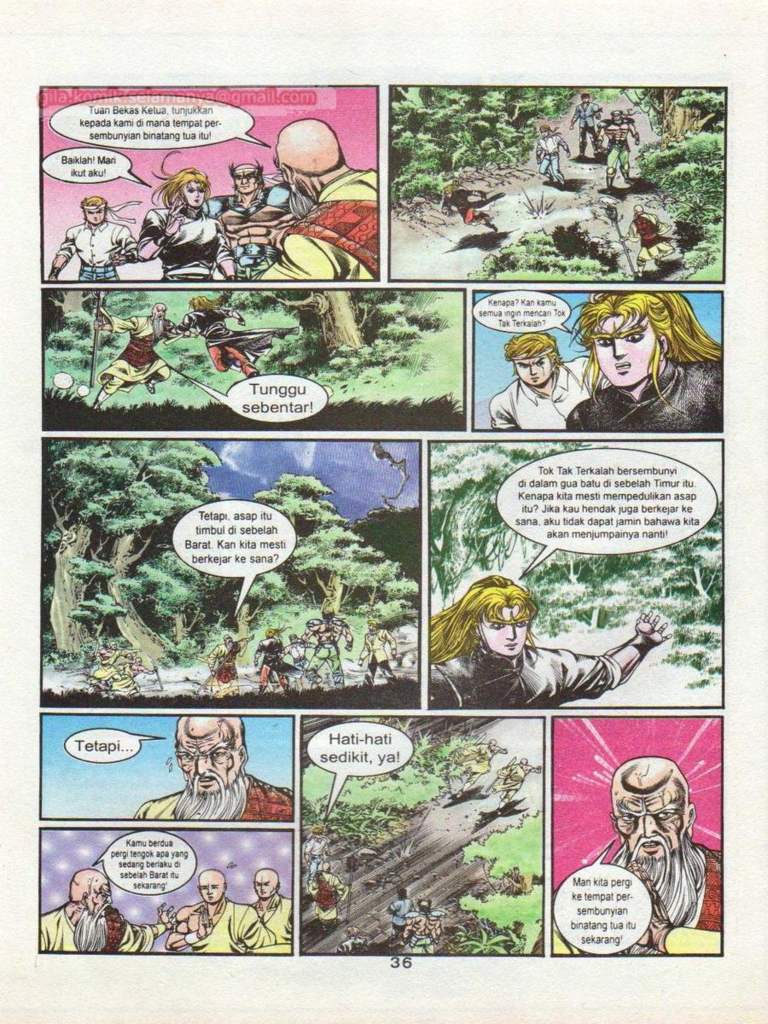 gila.komik.selamanya@gmail.com
Tuan Bekas Ketua, tunjukkan
kepada kami di mana tempat per-
sembunyian binatang tua itu!
Baiklah! Mari
ikut aku!
Tunggu
sebentar!
Kenapa? Kan kamu
semua ingin mencari Tok
Tak Terkalah?
Tetapi, asap itu
timbul di sebelah
Barat. Kan kita mesti
berkejar ke sana?
Tok Tak Terkalah bersembunyi
di dalam gua batu di sebelah Timur itu.
Kenapa kita mesti mempedulikan asap
itu? Jika kau hendak juga berkejar ke
sana, aku tidak dapat jamin bahawa kita
akan menjumpainya nanti!
Tetapi...
Kamu berdua
pergi tengok apa yang
sedang berlaku di
sebelah Barat itu
sekarang!
Hati-hati
sedikit, ya!
Mari kita pergi
ke tempat per-
sembunyian
binatang tua itu
sekarang!
36